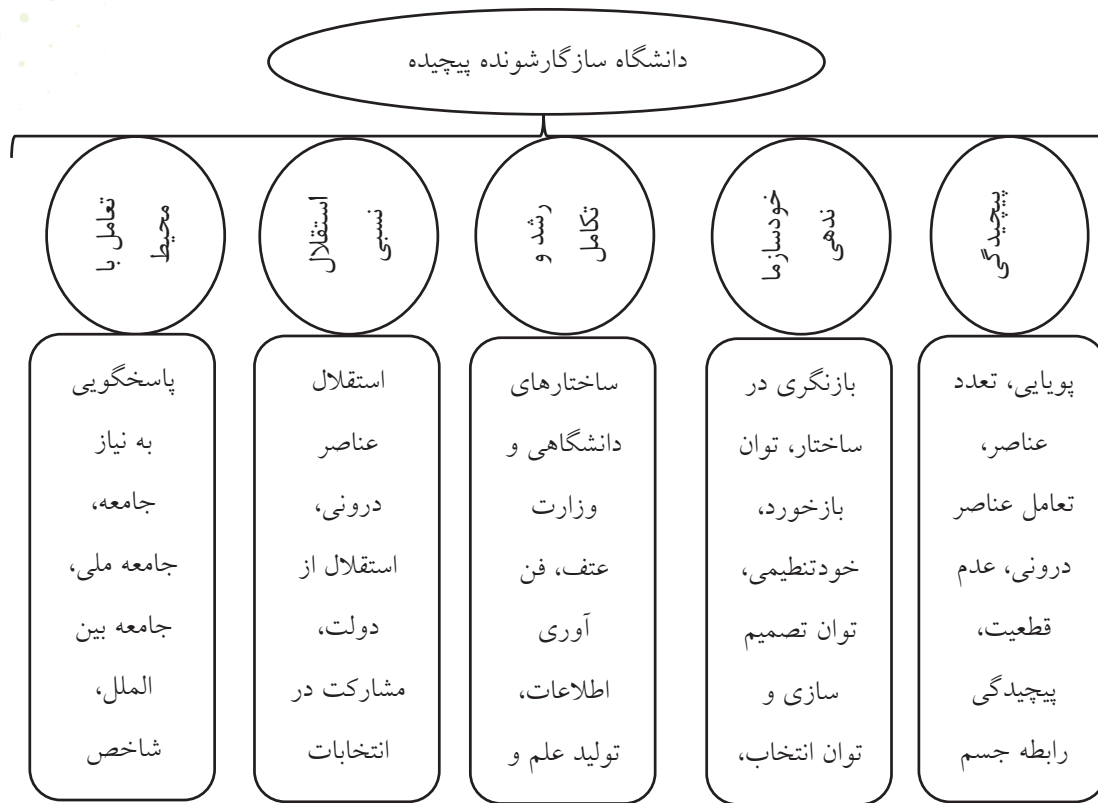 دانشگاه سازگارشونده پیچیده
پیچیدگی
خودسازما
ندهی
رشد و
تکامل
استقلال
نسبی
تعامل با
محیط
پویایی، تعدد
عناصر،
تعامل عناصر
درونی، عدم
قطعیت،
پیچیدگی
رابطه جسم
بازنگری در
ساختار، توان
بازخورد،
خودتنظیمی،
توان تصمیم
سازی و
توان انتخاب،
ساختارهای
دانشگاهی و
وزارت
عتف، فن
آوری
اطلاعات،
تولید علم و
استقلال
عناصر
درونی،
استقلال از
دولت،
مشارکت در
انتخابات
پاسخگویی
به نیاز
جامعه،
جامعه ملی،
جامعه بین
الملل،
شاخص